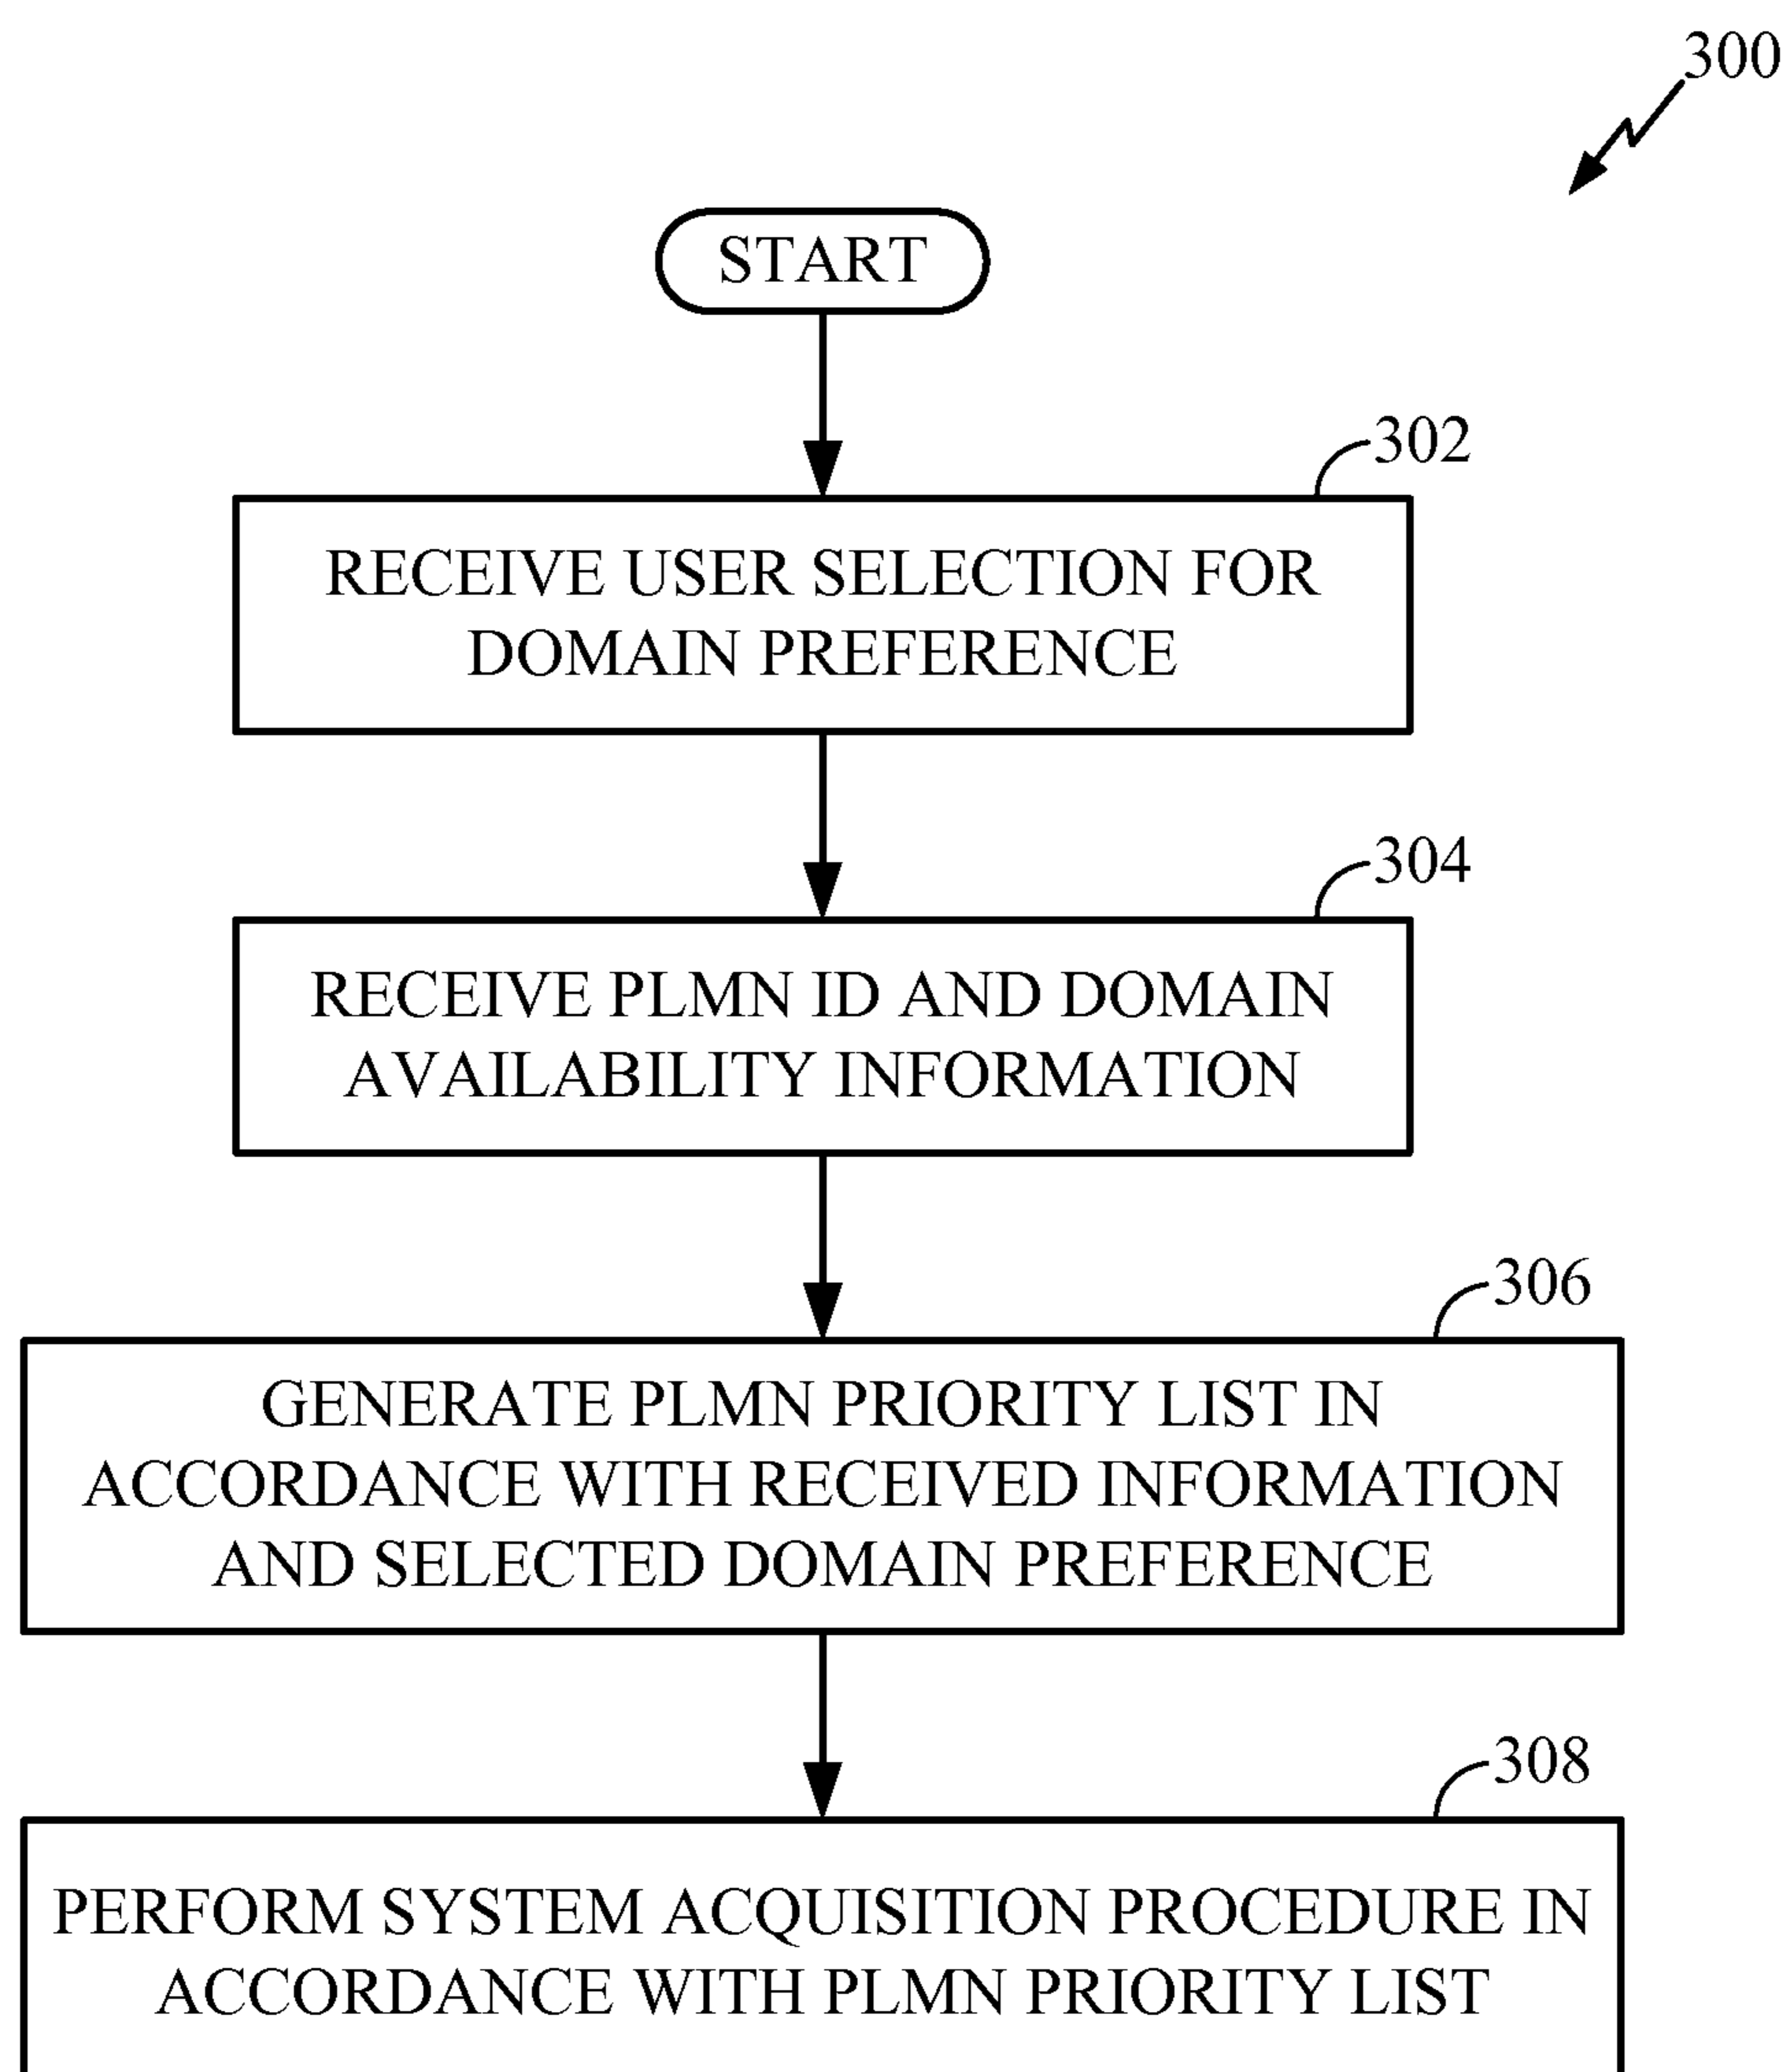 300
START
302
RECEIVE USER SELECTION FOR
DOMAIN PREFERENCE
304
RECEIVE PLMN ID AND DOMAIN
AVAILABILITY INFORMATION
306
GENERATE PLMN PRIORITY LIST IN
ACCORDANCE WITH RECEIVED INFORMATION
AND SELECTED DOMAIN PREFERENCE
308
PERFORM SYSTEM ACQUISITION PROCEDURE IN
ACCORDANCE WITH PLMN PRIORITY LIST